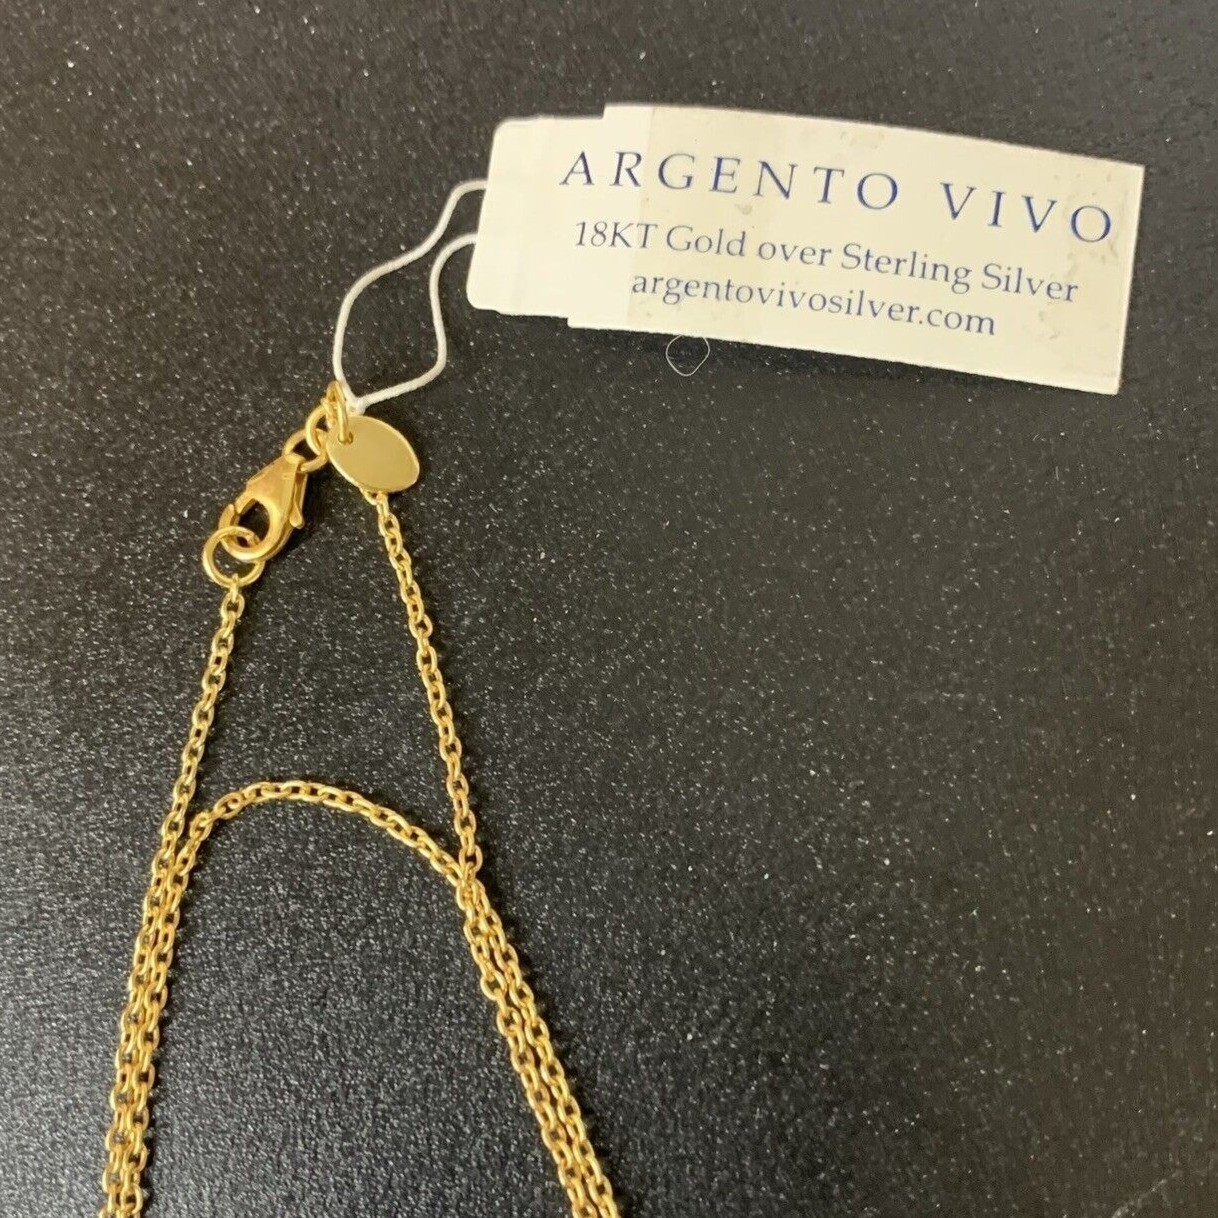 ARGENTO VIVO
18KT Gold over Sterling Silver
argentovivosilver.com